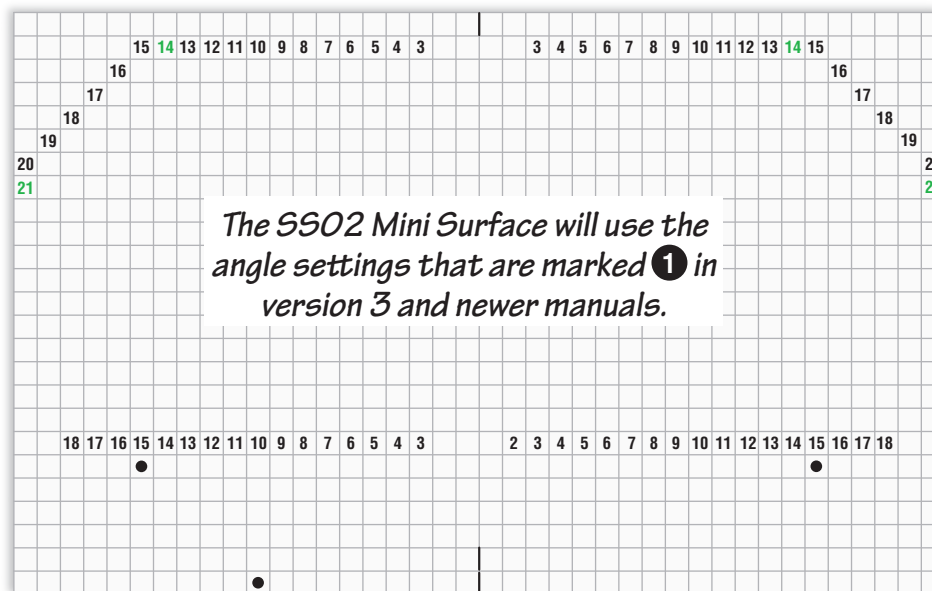 15 14 13 12 11 10 9 8 7 6 5 4 3 3 4 5 6 7 8 9 10 11 12 13 14 15
16 16
17 17
18 18
19 19
20 2
21 2
The SS02 Mini Surface will use the
angle settings that are marked 1 in
version 3 and newer manuals.
18 17 16 15 14 13 12 11 10 9 8 7 6 5 4 3 2 3 4 5 6 7 8 9 10 11 12 13 14 15 16 17 18